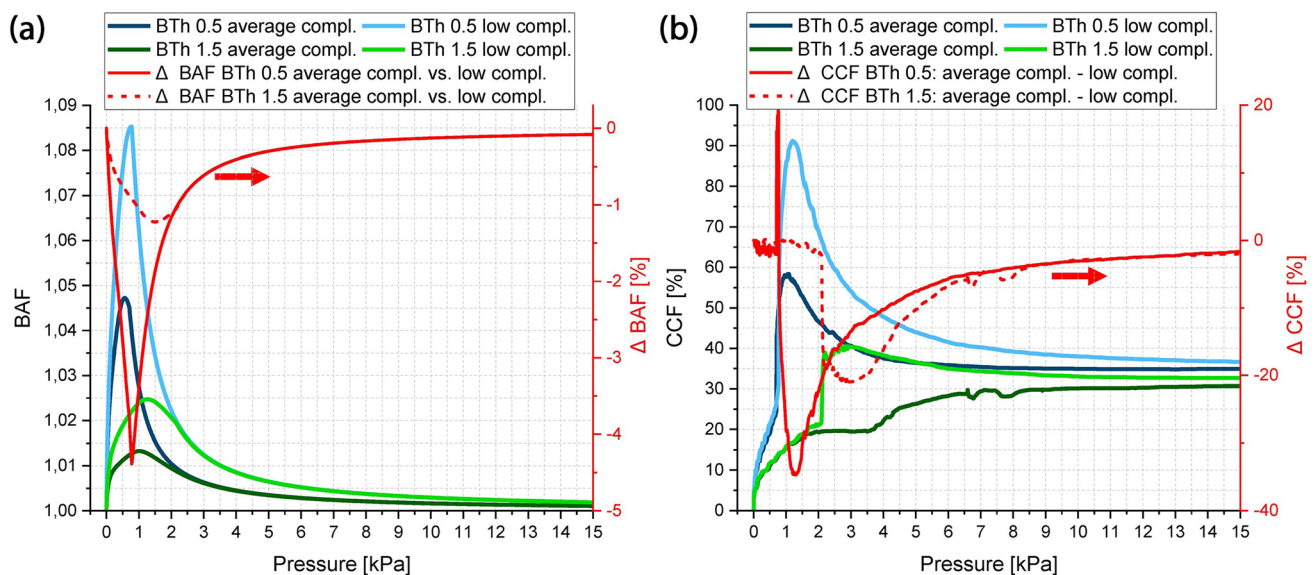 (a)
BTh 0.5 average compl. BTh 0.5 low compl.
BTh 1.5 average compl. BTh 1.5 low compl.
Δ BAF BTh 0.5 average compl. vs. low compl.
Δ BAF BTh 1.5 average compl. vs. low compl.
1,09
1,08
1,07
1,06
1,05
1,04
1,03
1,02
1,01
1,00
BAF
0
-1
-2
-3
-4
-5
Δ BAF [%]
0 1 2 3 4 5 6 7 8 9 10 11 12 13 14 15
Pressure [kPa]
(b)
BTh 0.5 average compl. BTh 0.5 low compl.
BTh 1.5 average compl. BTh 1.5 low compl.
Δ CCF BTh 0.5: average compl. - low compl.
Δ CCF BTh 1.5: average compl. - low compl.
100
90
80
70
60
50
40
30
20
10
0
CCF [%]
20
0
-20
-40
Δ CCF [%]
0 1 2 3 4 5 6 7 8 9 10 11 12 13 14 15
Pressure [kPa]